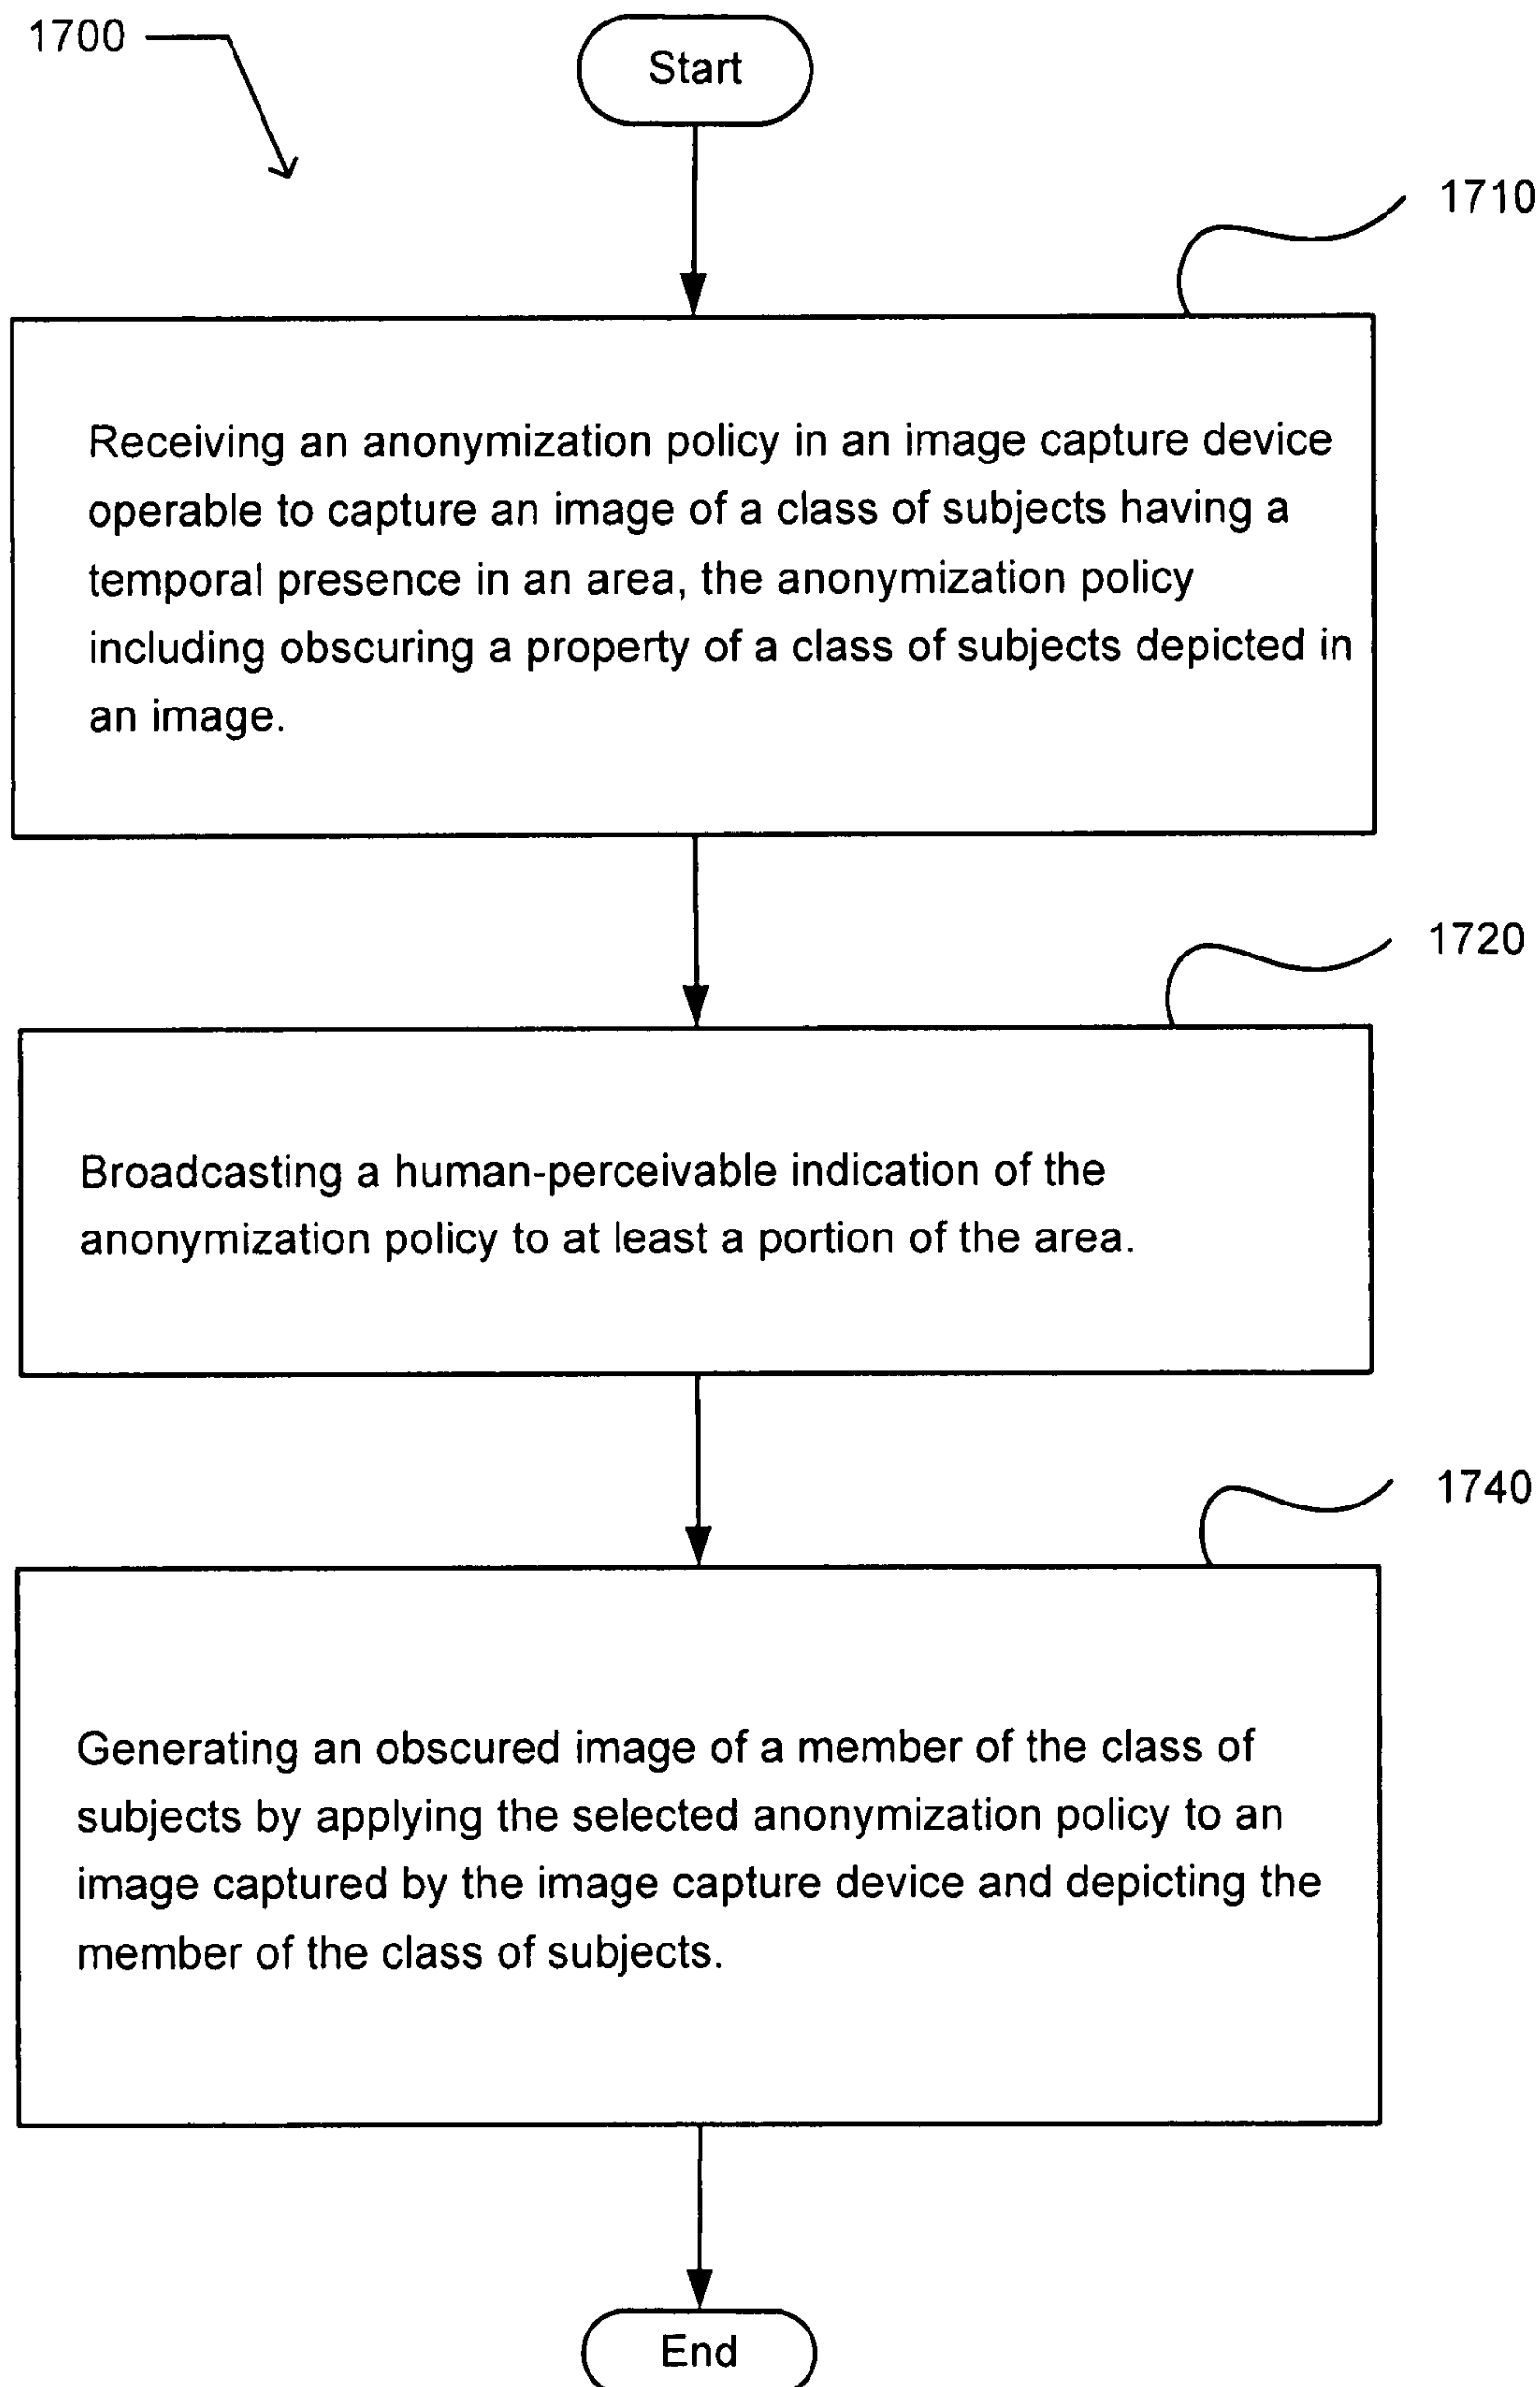 1700
Start
1710
Receiving an anonymization policy in an image capture device
operable to capture an image of a class of subjects having a
temporal presence in an area, the anonymization policy
including obscuring a property of a class of subjects depicted in
an image.
1720
Broadcasting a human-perceivable indication of the
anonymization policy to at least a portion of the area.
1740
Generating an obscured image of a member of the class of
subjects by applying the selected anonymization policy to an
image captured by the image capture device and depicting the
member of the class of subjects.
End